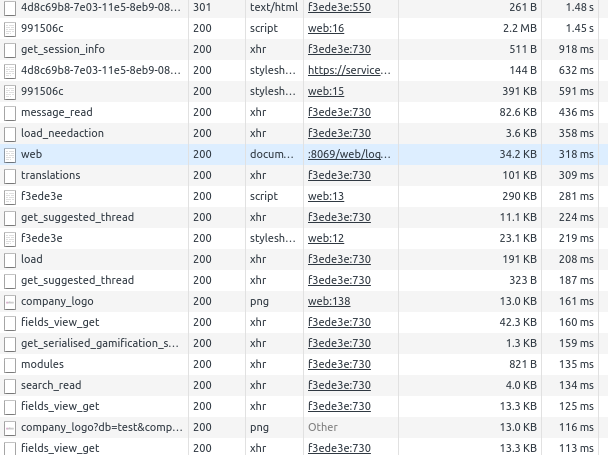 4d8c69b8-7e03-11e5-8eb9-08... 301 text/html f3ede3e:550 261 B 1.48 s
991506c 200 script web:16 2.2 MB 1.45 s
get_session_info 200 xhr f3ede3e:730 511 B 918 ms
4d8c69b8-7e03-11e5-8eb9-08... 200 stylesh... https://service... 144 B 632 ms
991506c 200 stylesh... web:15 391 KB 591 ms
message_read 200 xhr f3ede3e:730 82.6 KB 436 ms
load_needaction 200 xhr f3ede3e:730 3.6 KB 358 ms
web 200 docum... :8069/web/log... 34.2 KB 318 ms
translations 200 xhr f3ede3e:730 101 KB 309 ms
f3ede3e 200 script web:13 290 KB 281 ms
get_suggested_thread 200 xhr f3ede3e:730 11.1 KB 224 ms
f3ede3e 200 stylesh... web:12 23.1 KB 219 ms
load 200 xhr f3ede3e:730 191 KB 208 ms
get_suggested_thread 200 xhr f3ede3e:730 323 B 187 ms
company_logo 200 png web:138 13.0 KB 161 ms
fields_view_get 200 xhr f3ede3e:730 42.3 KB 160 ms
get_serialised_gamification_s... 200 xhr f3ede3e:730 1.3 KB 159 ms
modules 200 xhr f3ede3e:730 821 B 135 ms
search_read 200 xhr f3ede3e:730 4.0 KB 134 ms
fields_view_get 200 xhr f3ede3e:730 13.3 KB 125 ms
company_logo?db=test&comp... 200 png Other 13.0 KB 116 ms
fields_view_get 200 xhr f3ede3e:730 13.3 KB 113 ms